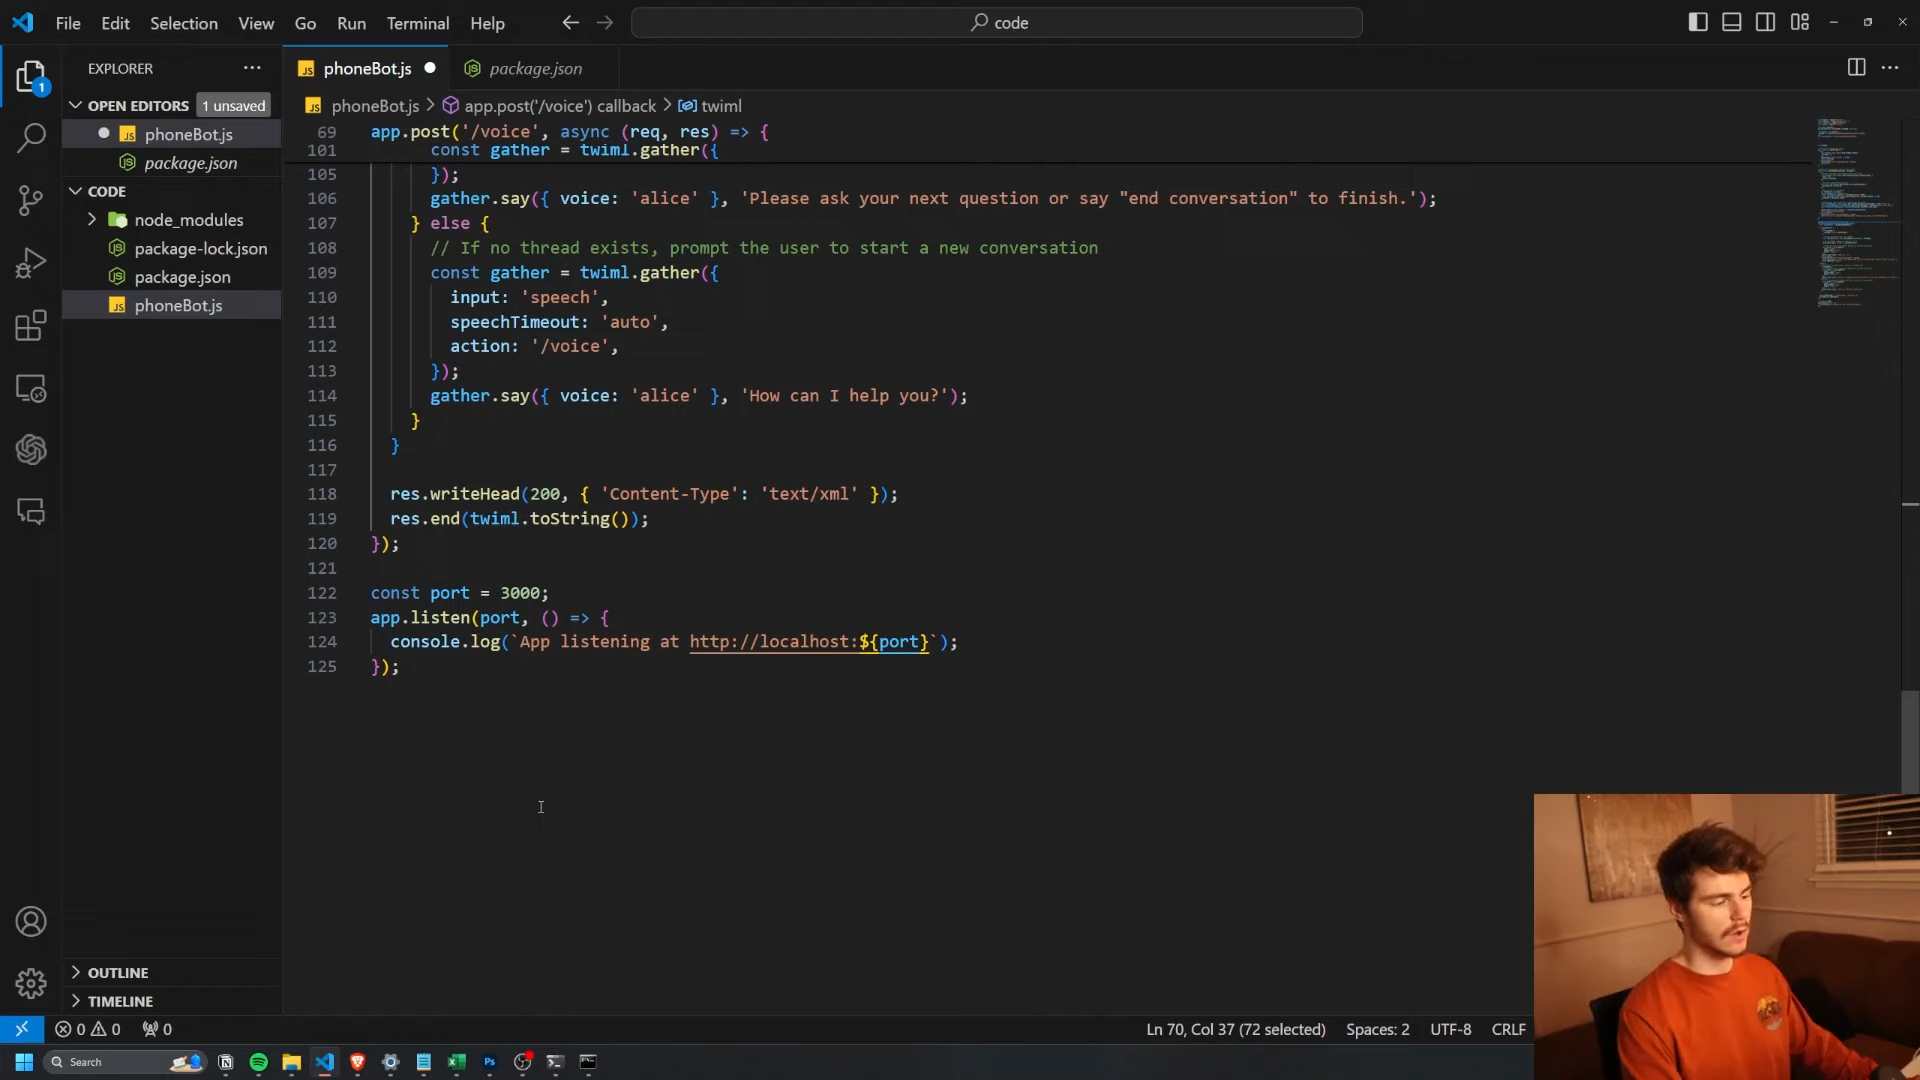 File Edit Selection View Go Run Terminal Help code
EXPLORER
phoneBot.js package.json
OPEN EDITORS 1 unsaved
phoneBot.js
package.json
CODE
node_modules
package-lock.json
package.json
phoneBot.js
OUTLINE
TIMELINE
1
phoneBot.js > app.post('/voice') callback > twiml
69 app.post('/voice', async (req, res) => {
101 const gather = twiml.gather({
105 });
106 gather.say({ voice: 'alice' }, 'Please ask your next question or say "end conversation" to finish.');
107 } else {
108 // If no thread exists, prompt the user to start a new conversation
109 const gather = twiml.gather({
110 input: 'speech',
111 speechTimeout: 'auto',
112 action: '/voice',
113 });
114 gather.say({ voice: 'alice' }, 'How can I help you?');
115 }
116 }
117
118 res.writeHead(200, { 'Content-Type': 'text/xml' });
119 res.end(twiml.toString());
120 });
121
122 const port = 3000;
123 app.listen(port, () => {
124 console.log(`App listening at http://localhost:${port}`);
125 });
0 0 0 Ln 70, Col 37 (72 selected) Spaces: 2 UTF-8 CRLF
Search